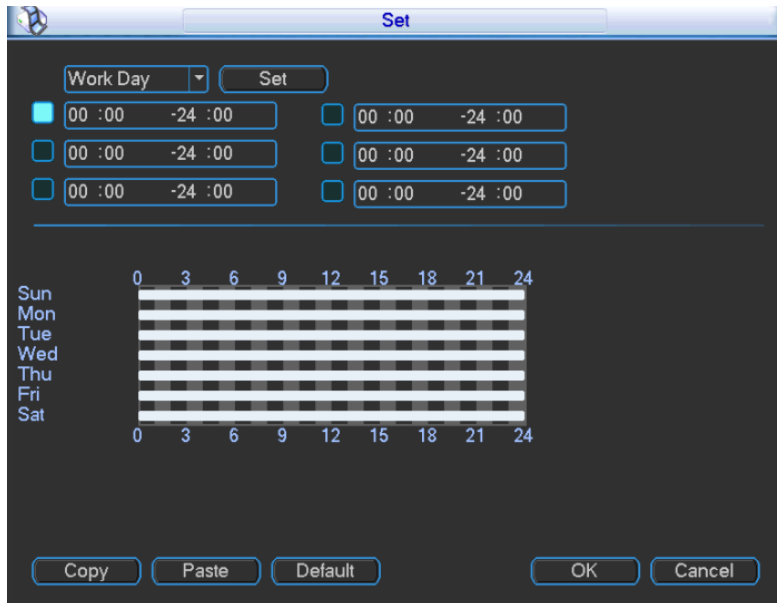 Set
Work Day Set
00 :00 -24 :00 00 :00 -24 :00
00 :00 -24 :00 00 :00 -24 :00
00 :00 -24 :00 00 :00 -24 :00
0 3 6 9 12 15 18 21 24
Sun
Mon
Tue
Wed
Thu
Fri
Sat
0 3 6 9 12 15 18 21 24
Copy Paste Default OK Cancel